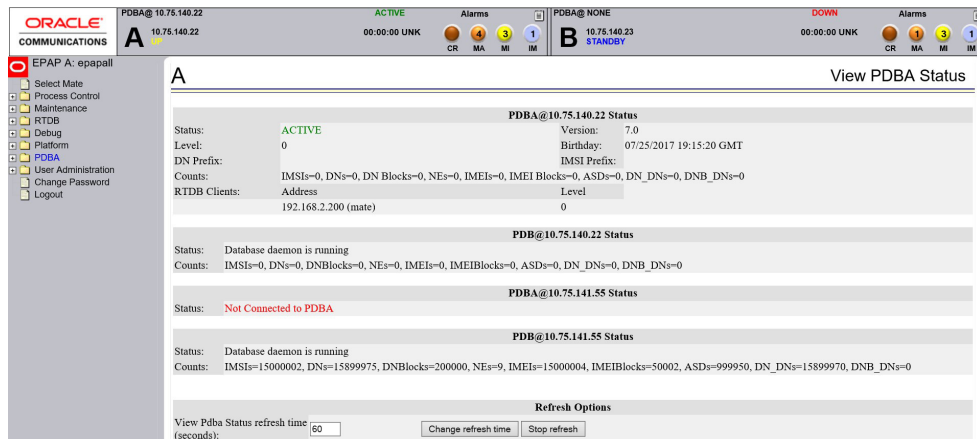 ORACLE
COMMUNICATIONS
PDBA@ 10.75.140.22 ACTIVE Alarms
A 10.75.140.22 00:00:00 UNK 4 3 1
UP
CR MA MI IM
PDBA@ NONE DOWN Alarms
B 10.75.140.23 00:00:00 UNK 1 3 1
STANDBY
CR MA MI IM
EPAP A: epapall
Select Mate
Process Control
Maintenance
RTDB
Debug
Platform
PDBA
User Administration
Change Password
Logout
A View PDBA Status
PDBA@10.75.140.22 Status
Status: ACTIVE Version: 7.0
Level: 0 Birthday: 07/25/2017 19:15:20 GMT
DN Prefix: IMSI Prefix:
Counts: IMSIs=0, DNs=0, DN Blocks=0, NEs=0, IMEIs=0, IMEI Blocks=0, ASDs=0, DN_DNs=0, DNB_DNs=0
RTDB Clients: Address Level
192.168.2.200 (mate) 0
PDB@10.75.140.22 Status
Status: Database daemon is running
Counts: IMSIs=0, DNs=0, DNBlocks=0, NEs=0, IMEIs=0, IMEIBlocks=0, ASDs=0, DN_DNs=0, DNB_DNs=0
PDBA@10.75.141.55 Status
Status: Not Connected to PDBA
PDB@10.75.141.55 Status
Status: Database daemon is running
Counts: IMSIs=15000002, DNs=15899975, DNBlocks=200000, NEs=9, IMEIs=15000004, IMEIBlocks=50002, ASDs=999950, DN_DNs=15899970, DNB_DNs=0
Refresh Options
View Pdba Status refresh time 60 Change refresh time Stop refresh
(seconds):